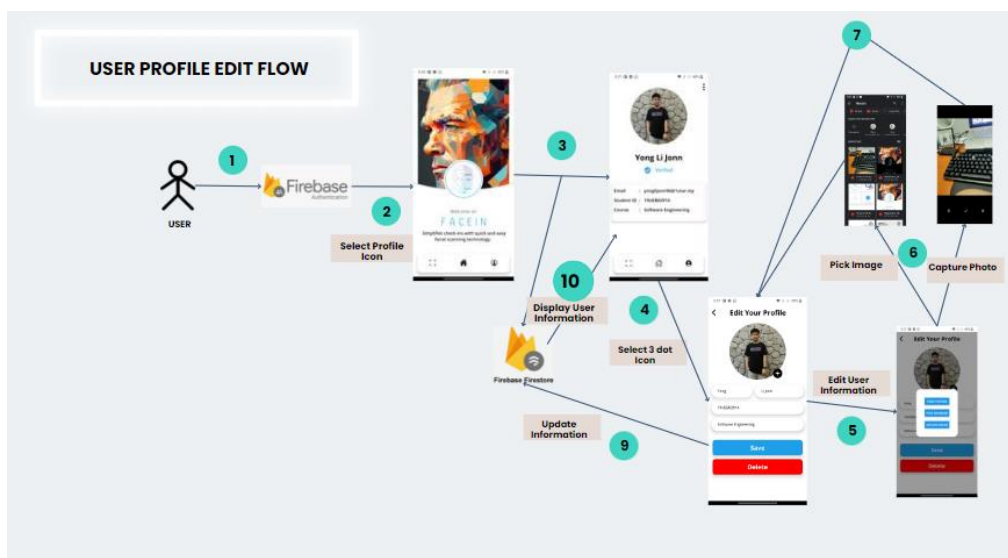 USER PROFILE EDIT FLOW
1
USER
Firebase
Authentication
2
Select Profile
Icon
Welcome to
FACEIN
Simplifies check-ins with quick and easy
facial scanning technology.
3
Yong Li Jonn
Verified
Email :
Student ID :
Course : Software Engineering
10
Display User
Information
Firebase Firestore
4
Select 3 dot
Icon
Edit Your Profile
Yong
Li Jonn
Software Engineering
Save
Delete
Edit User
Information
5
Edit Your Profile
Save
Delete
Pick Image
6
Capture Photo
7
Update
Information
9